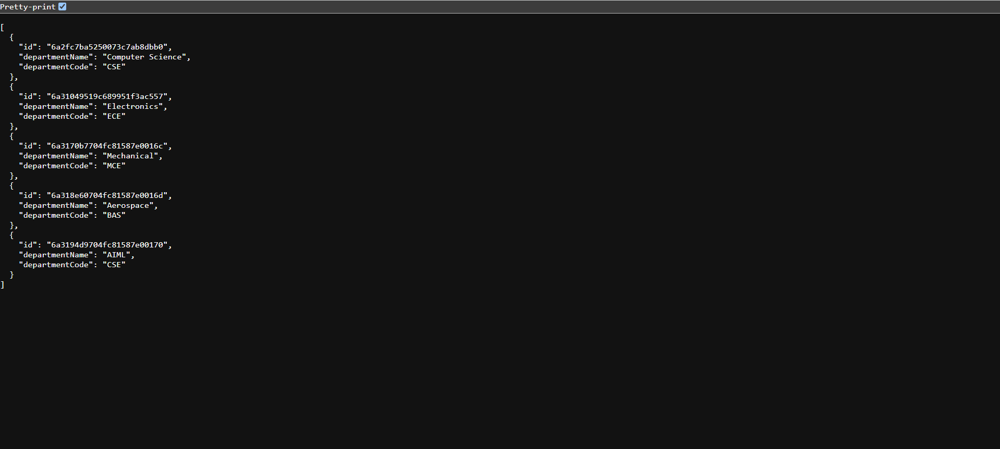 Pretty-print
[
  {
    "id": "6a2fc7ba5250073c7ab8dbb0",
    "departmentName": "Computer Science",
    "departmentCode": "CSE"
  },
  {
    "id": "6a31049519c689951f3ac557",
    "departmentName": "Electronics",
    "departmentCode": "ECE"
  },
  {
    "id": "6a3170b7704fc81587e0016c",
    "departmentName": "Mechanical",
    "departmentCode": "MCE"
  },
  {
    "id": "6a318e60704fc81587e0016d",
    "departmentName": "Aerospace",
    "departmentCode": "BAS"
  },
  {
    "id": "6a3194d9704fc81587e00170",
    "departmentName": "AIML",
    "departmentCode": "CSE"
  }
]